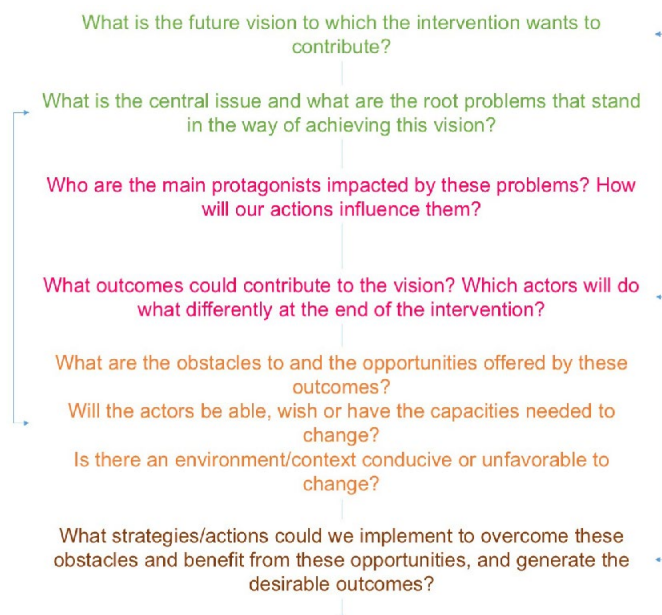 What is the future vision to which the intervention wants to
contribute?
What is the central issue and what are the root problems that stand
in the way of achieving this vision?
Who are the main protagonists impacted by these problems? How
will our actions influence them?
What outcomes could contribute to the vision? Which actors will do
what differently at the end of the intervention?
What are the obstacles to and the opportunities offered by these
outcomes?
Will the actors be able, wish or have the capacities needed to
change?
Is there an environment/context conducive or unfavorable to
change?
What strategies/actions could we implement to overcome these
obstacles and benefit from these opportunities, and generate the
desirable outcomes?